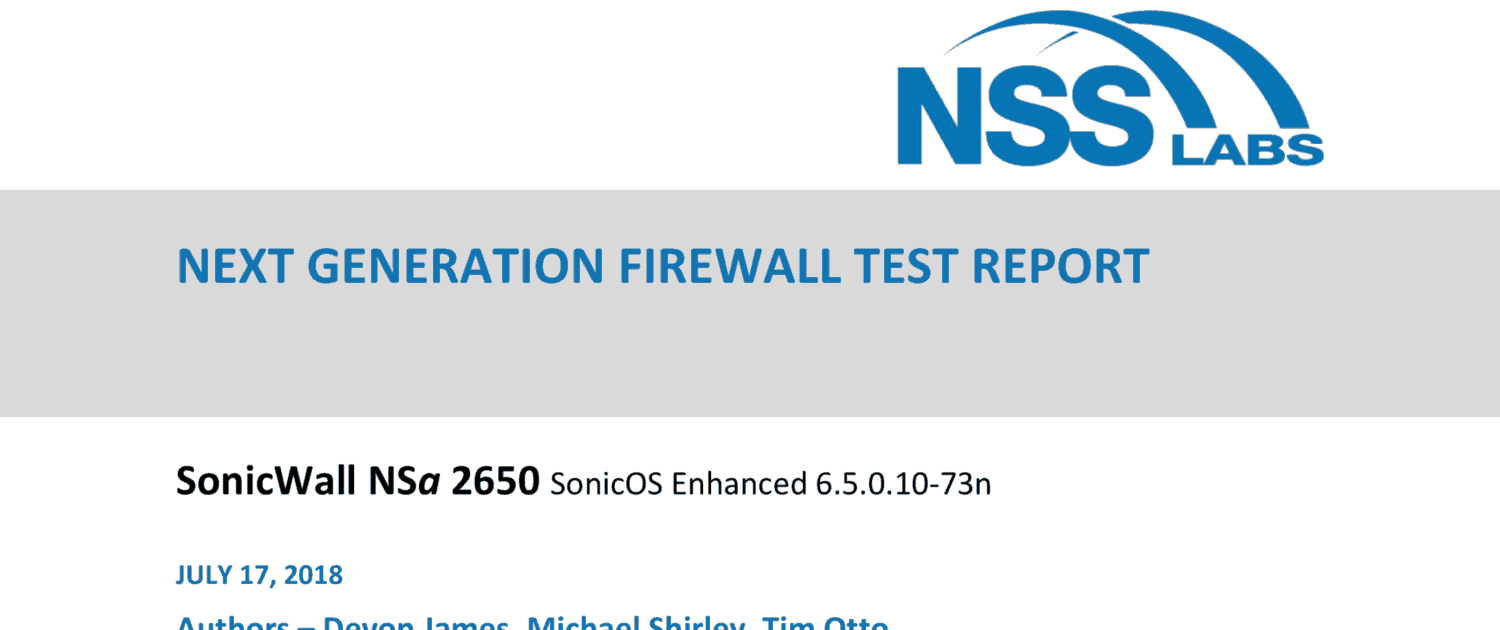 NSS LABS
NEXT GENERATION FIREWALL TEST REPORT
SonicWall NSa 2650 SonicOS Enhanced 6.5.0.10-73n
JULY 17, 2018
Authors – Devon James, Michael Shirley, Tim Otto